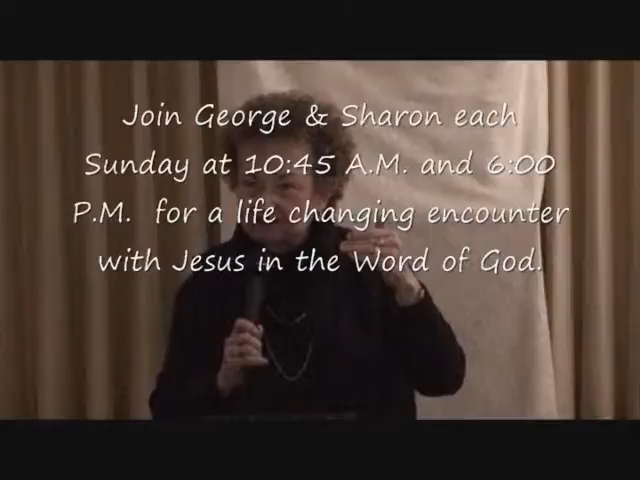 Join George & Sharon each
Sunday at 10:45 A.M. and 6:00
P.M. for a life changing encounter
with Jesus in the Word of God.